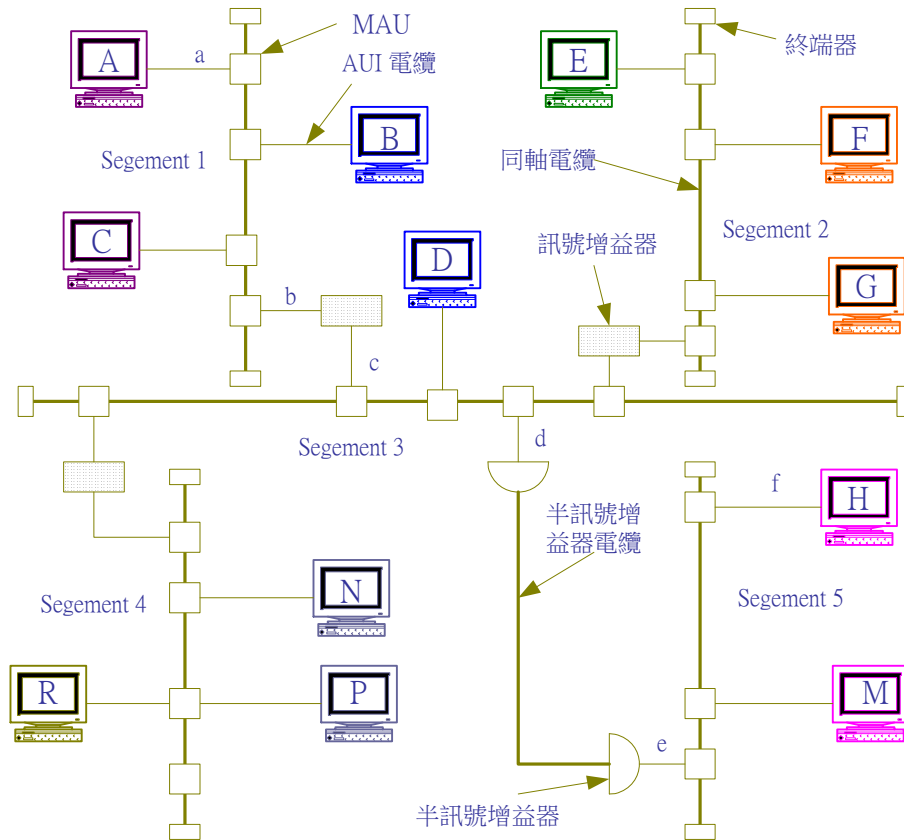 MAU
終端器
A
a
AUI 電纜
E
B
F
Segement 1
同軸電纜
C
Segement 2
D
訊號增益器
G
b
c
Segement 3
d
f
H
半訊號增
益器電纜
N
Segement 4
Segement 5
R
P
M
e
半訊號增益器